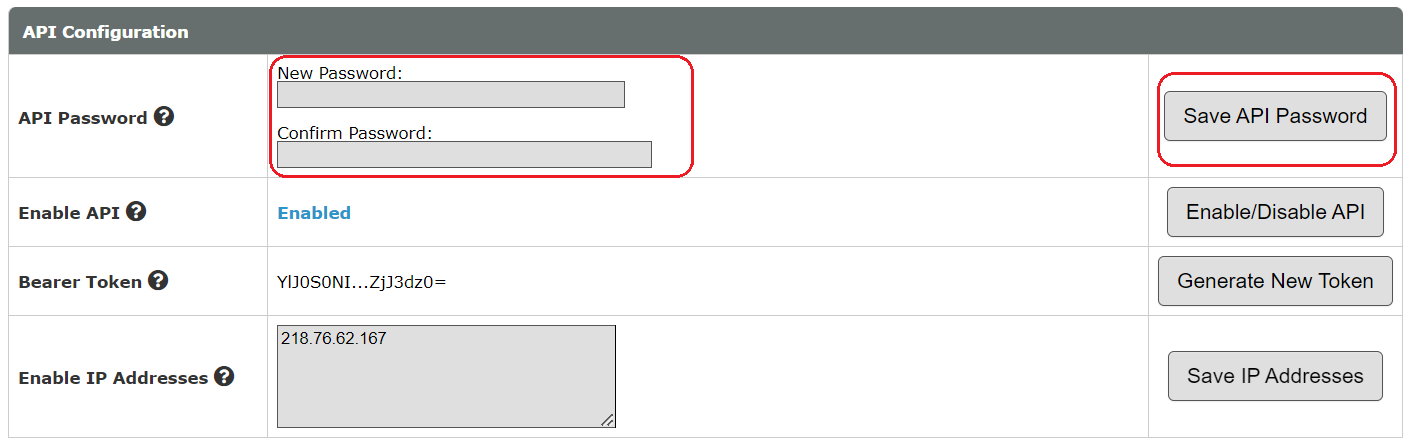 API Configuration
New Password:
API Password
Save API Password
Confirm Password:
Enable API
Enabled
Enable/Disable API
Bearer Token
YlJ0S0NI...ZjJ3dz0=
Generate New Token
218.76.62.167
Enable IP Addresses
Save IP Addresses